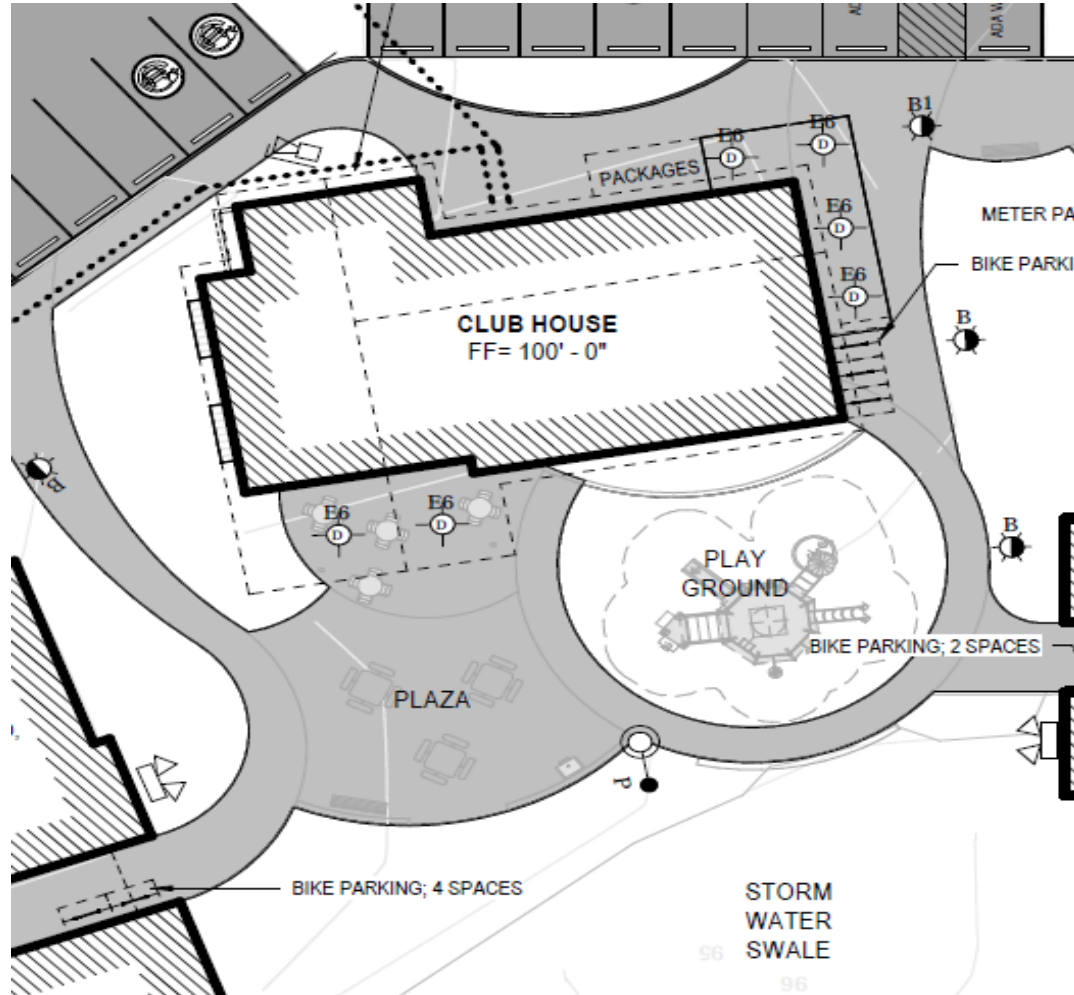 ADA V
B1
E6
E6
D
D
PACKAGES
E6
D
METER PA
BIKE PARKI
E6
D
B
CLUB HOUSE
FF= 100' - 0"
B
E6
E6
D
D
B
PLAY
GROUND
BIKE PARKING; 2 SPACES
PLAZA
P
BIKE PARKING; 4 SPACES
STORM
WATER
SWALE
95
96